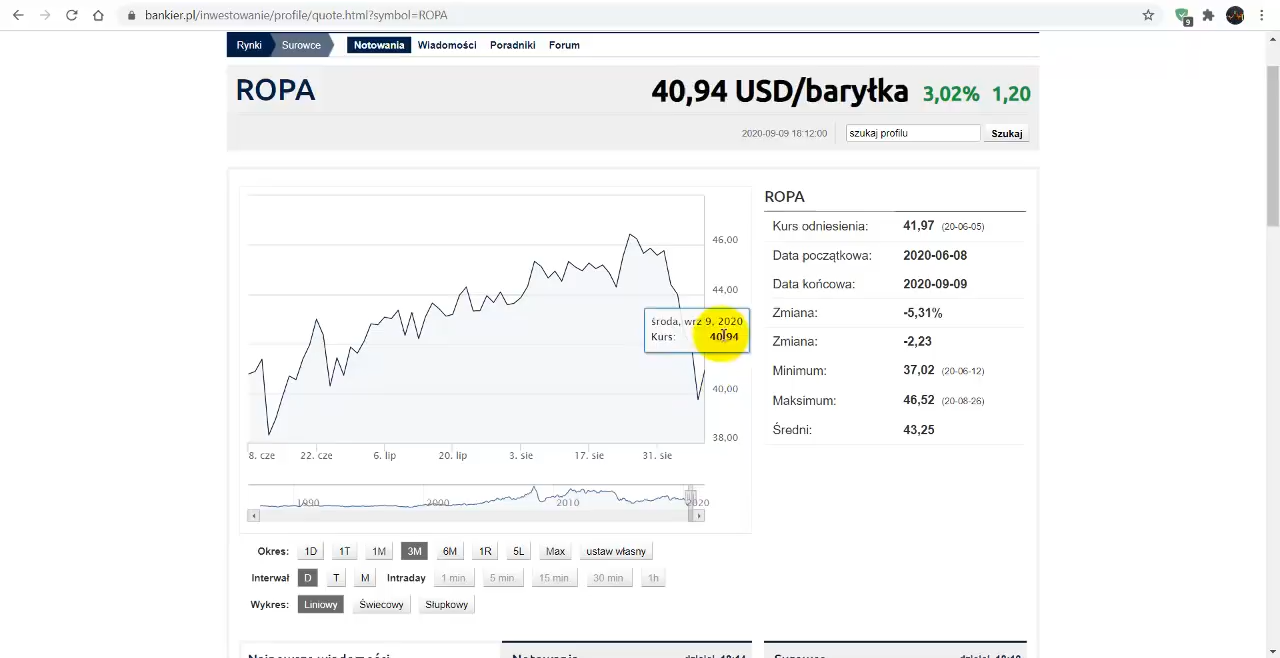 bankier.pl/inwestowanie/profile/quote.html?symbol=ROPA
9
Rynki Surowce Notowania Wiadomości Poradniki Forum
ROPA 40,94 USD/baryłka 3,02% 1,20
2020-09-09 18:12:00 szukaj profilu Szukaj
ROPA
Kurs odniesienia: 41,97 (20-06-05)
Data początkowa: 2020-06-08
Data końcowa: 2020-09-09
Zmiana: -5,31%
Zmiana: -2,23
Minimum: 37,02 (20-06-12)
Maksimum: 46,52 (20-08-26)
Średni: 43,25
46,00
44,00
środa, wrz 9, 2020
Kurs: 40,94
40,00
38,00
8. cze 22. cze 6. lip 20. lip 3. sie 17. sie 31. sie
1990 2000 2010 2020
Okres: 1D 1T 1M 3M 6M 1R 5L Max ustaw własny
Interwał D T M Intraday 1 min 5 min 15 min 30 min 1h
Wykres: Liniowy Świecowy Słupkowy